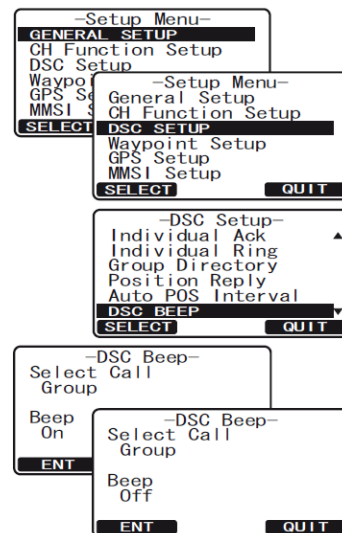 -Setup Menu-
GENERAL SETUP
CH Function Setup
DSC Setup
GPS
MMSI
SELECT
-Setup Menu-
General Setup
CH Function Setup
DSC SETUP
Waypoint Setup
GPS Setup
MMSI Setup
SELECT QUIT
-DSC Setup-
Individual Ack
Individual Ring
Group Directory
Position Reply
Auto POS Interval
DSC BEEP
SELECT QUIT
-DSC Beep-
Select Call
Group
Beep
On
ENT
-DSC Beep-
Select Call
Group
Beep
Off
ENT QUIT